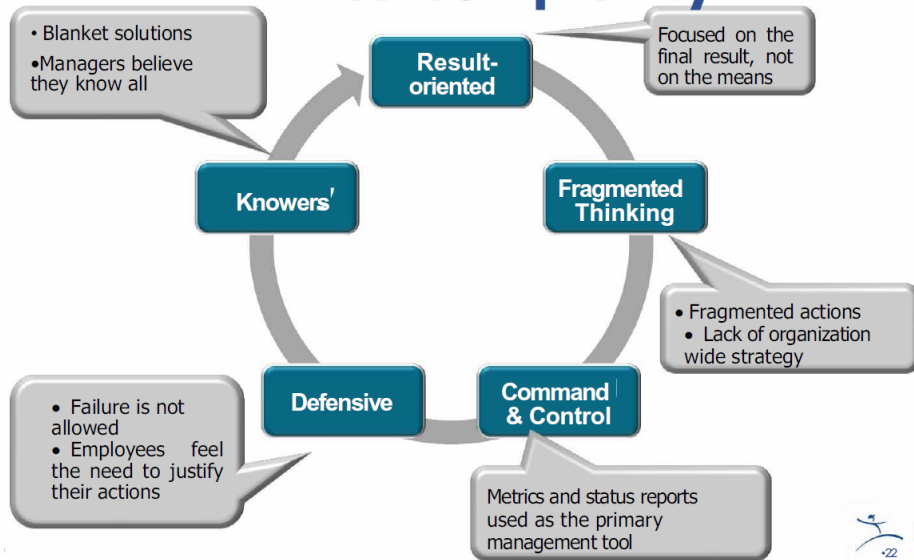 • Blanket solutions
•Managers believe
they know all
Result-
oriented
Focused on the
final result, not
on the means
Knowers'
Fragmented
Thinking
• Fragmented actions
• Lack of organization
wide strategy
Defensive
Command
& Control
• Failure is not
allowed
• Employees feel
the need to justify
their actions
Metrics and status reports
used as the primary
management tool
•22